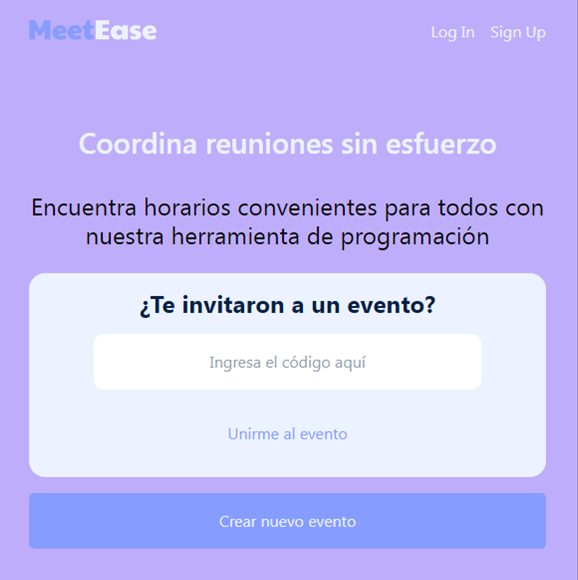 MeetEase
Log In
Sign Up
Coordina reuniones sin esfuerzo
Encuentra horarios convenientes para todos con
nuestra herramienta de programación
¿Te invitaron a un evento?
Ingresa el código aquí
Unirme al evento
Crear nuevo evento